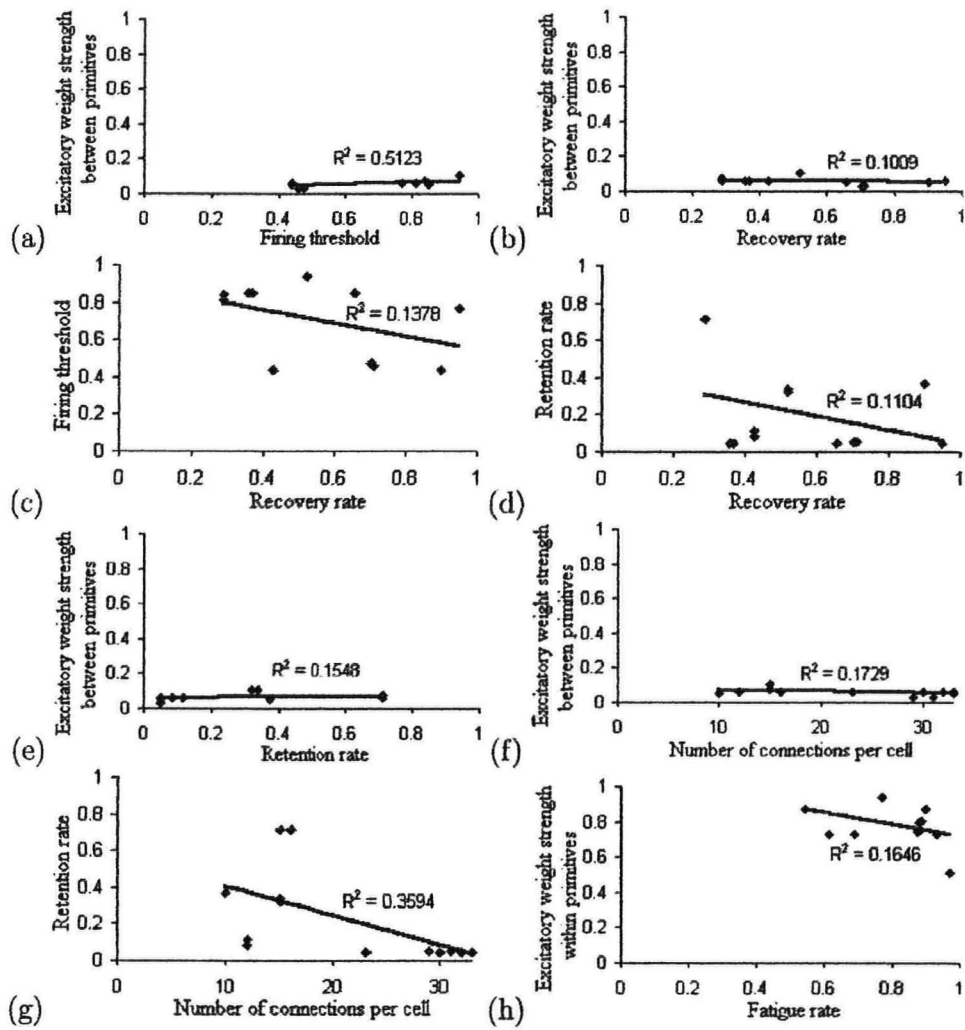 Excitatory weight strength
between primitives
1
0.8
0.6
0.4
0.2
0
R² = 0.5123
0 0.2 0.4 0.6 0.8 1
(a) Firing threshold
Excitatory weight strength
between primitives
1
0.8
0.6
0.4
0.2
0
R² = 0.1009
0 0.2 0.4 0.6 0.8 1
(b) Recovery rate
Firing threshold
1
0.8
0.6
0.4
0.2
0
R² = 0.1378
0 0.2 0.4 0.6 0.8 1
(c) Recovery rate
Retention rate
1
0.8
0.6
0.4
0.2
0
R² = 0.1104
0 0.2 0.4 0.6 0.8 1
(d) Recovery rate
Excitatory weight strength
between primitives
1
0.8
0.6
0.4
0.2
0
R² = 0.1548
0 0.2 0.4 0.6 0.8 1
(e) Retention rate
Excitatory weight strength
between primitives
1
0.8
0.6
0.4
0.2
0
R² = 0.1729
0 10 20 30
(f) Number of connections per cell
Retention rate
1
0.8
0.6
0.4
0.2
0
R² = 0.3594
0 10 20 30
(g) Number of connections per cell
Excitatory weight strength
within primitives
1
0.8
0.6
0.4
0.2
0
R² = 0.1646
0 0.2 0.4 0.6 0.8 1
(h) Fatigue rate